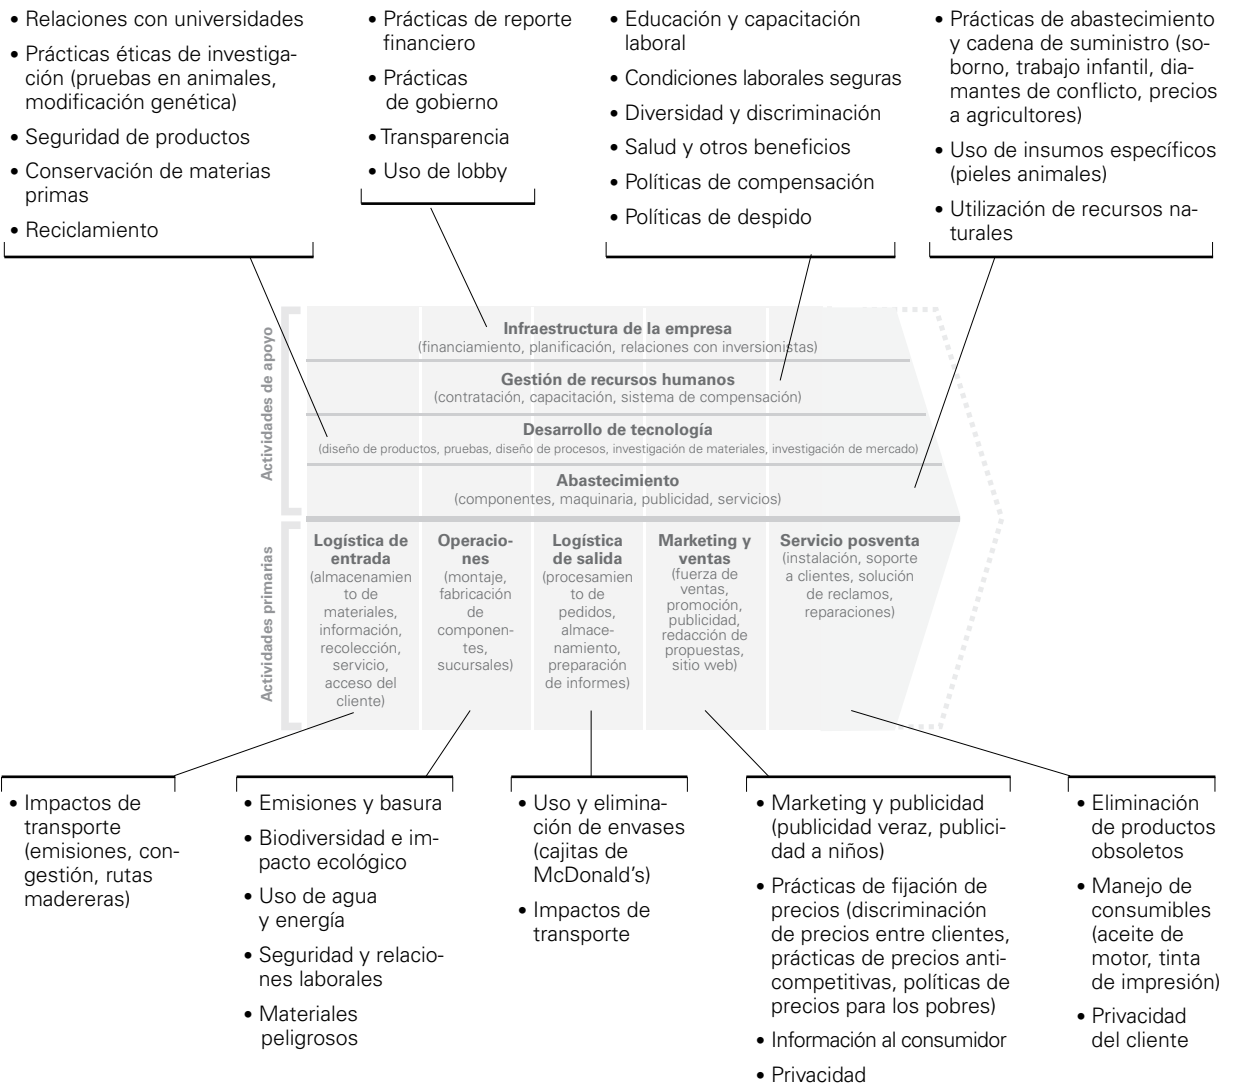 • Relaciones con universidades
• Prácticas éticas de investiga-
ción (pruebas en animales,
modificación genética)
• Seguridad de productos
• Conservación de materias
primas
• Reciclamiento
• Prácticas de reporte
financiero
• Prácticas
de gobierno
• Transparencia
• Uso de lobby
• Educación y capacitación
laboral
• Condiciones laborales seguras
• Diversidad y discriminación
• Salud y otros beneficios
• Políticas de compensación
• Políticas de despido
• Prácticas de abastecimiento
y cadena de suministro (so-
borno, trabajo infantil, dia-
mantes de conflicto, precios
a agricultores)
• Uso de insumos específicos
(pieles animales)
• Utilización de recursos na-
turales
Actividades de apoyo
Infraestructura de la empresa
(financiamiento, planificación, relaciones con inversionistas)
Gestión de recursos humanos
(contratación, capacitación, sistema de compensación)
Desarrollo de tecnología
(diseño de productos, pruebas, diseño de procesos, investigación de materiales, investigación de mercado)
Abastecimiento
(componentes, maquinaria, publicidad, servicios)
Actividades primarias
Logística de
entrada
(almacenamien
to de
materiales,
información,
recolección,
servicio,
acceso del
cliente)
Operacio-
nes
(montaje,
fabricación
de
componen-
tes,
sucursales)
Logística
de salida
(procesamien
to de
pedidos,
almace-
namiento,
preparación
de informes)
Marketing y
ventas
(fuerza de
ventas,
promoción,
publicidad,
redacción de
propuestas,
sitio web)
Servicio posventa
(instalación, soporte
a clientes, solución
de reclamos,
reparaciones)
• Impactos de
transporte
(emisiones, con-
gestión, rutas
madereras)
• Emisiones y basura
• Biodiversidad e im-
pacto ecológico
• Uso de agua
y energía
• Seguridad y relacio-
nes laborales
• Materiales
peligrosos
• Uso y elimina-
ción de envases
(cajitas de
McDonald's)
• Impactos de
transporte
• Marketing y publicidad
(publicidad veraz, publici-
dad a niños)
• Prácticas de fijación de
precios (discriminación
de precios entre clientes,
prácticas de precios anti-
competitivas, políticas de
precios para los pobres)
• Información al consumidor
• Privacidad
• Eliminación
de productos
obsoletos
• Manejo de
consumibles
(aceite de
motor, tinta
de impresión)
• Privacidad
del cliente